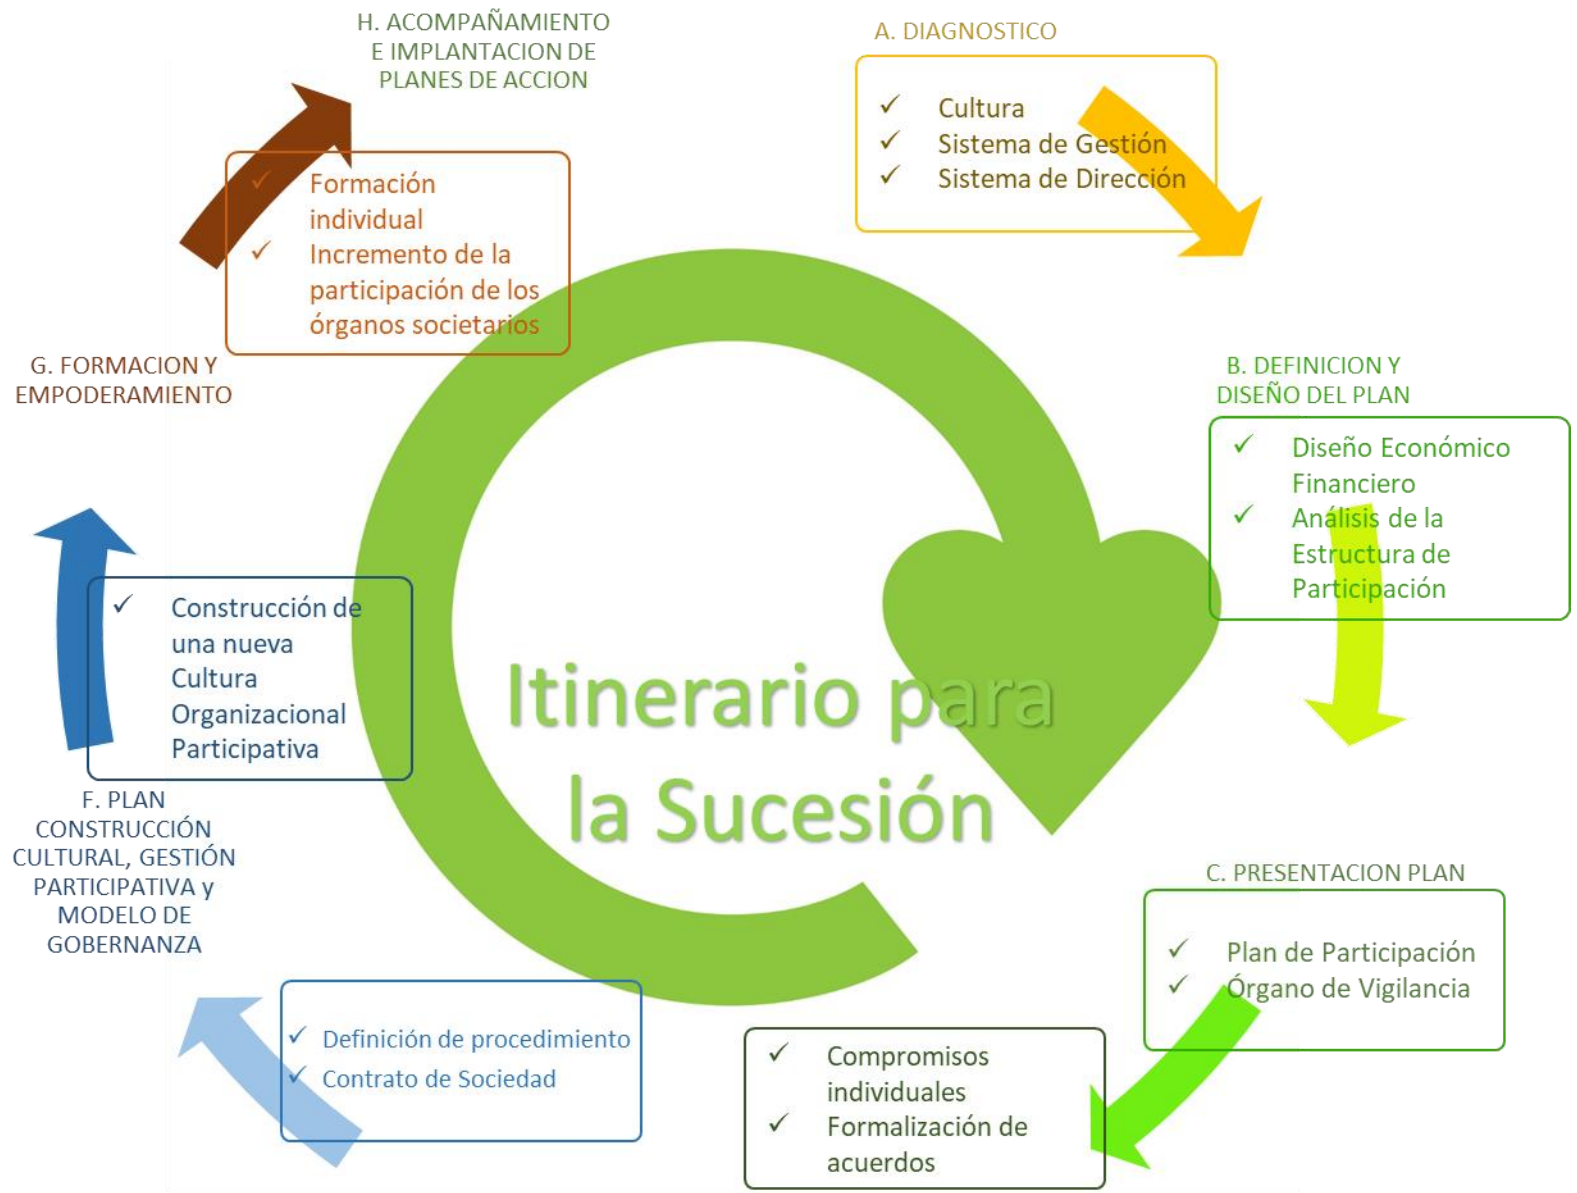 H. ACOMPAÑAMIENTO
E IMPLANTACION DE
PLANES DE ACCION
A. DIAGNOSTICO
✓ Cultura
✓ Sistema de Gestión
✓ Sistema de Dirección
B. DEFINICION Y
DISEÑO DEL PLAN
✓ Diseño Económico
Financiero
✓ Análisis de la
Estructura de
Participación
C. PRESENTACION PLAN
✓ Plan de Participación
✓ Órgano de Vigilancia
✓ Compromisos
individuales
✓ Formalización de
acuerdos
✓ Definición de procedimiento
✓ Contrato de Sociedad
F. PLAN
CONSTRUCCIÓN
CULTURAL, GESTIÓN
PARTICIPATIVA y
MODELO DE
GOBERNANZA
✓ Construcción de
una nueva
Cultura
Organizacional
Participativa
G. FORMACION Y
EMPODERAMIENTO
✓ Formación
individual
✓ Incremento de la
participación de los
órganos societarios
Itinerario para
la Sucesión